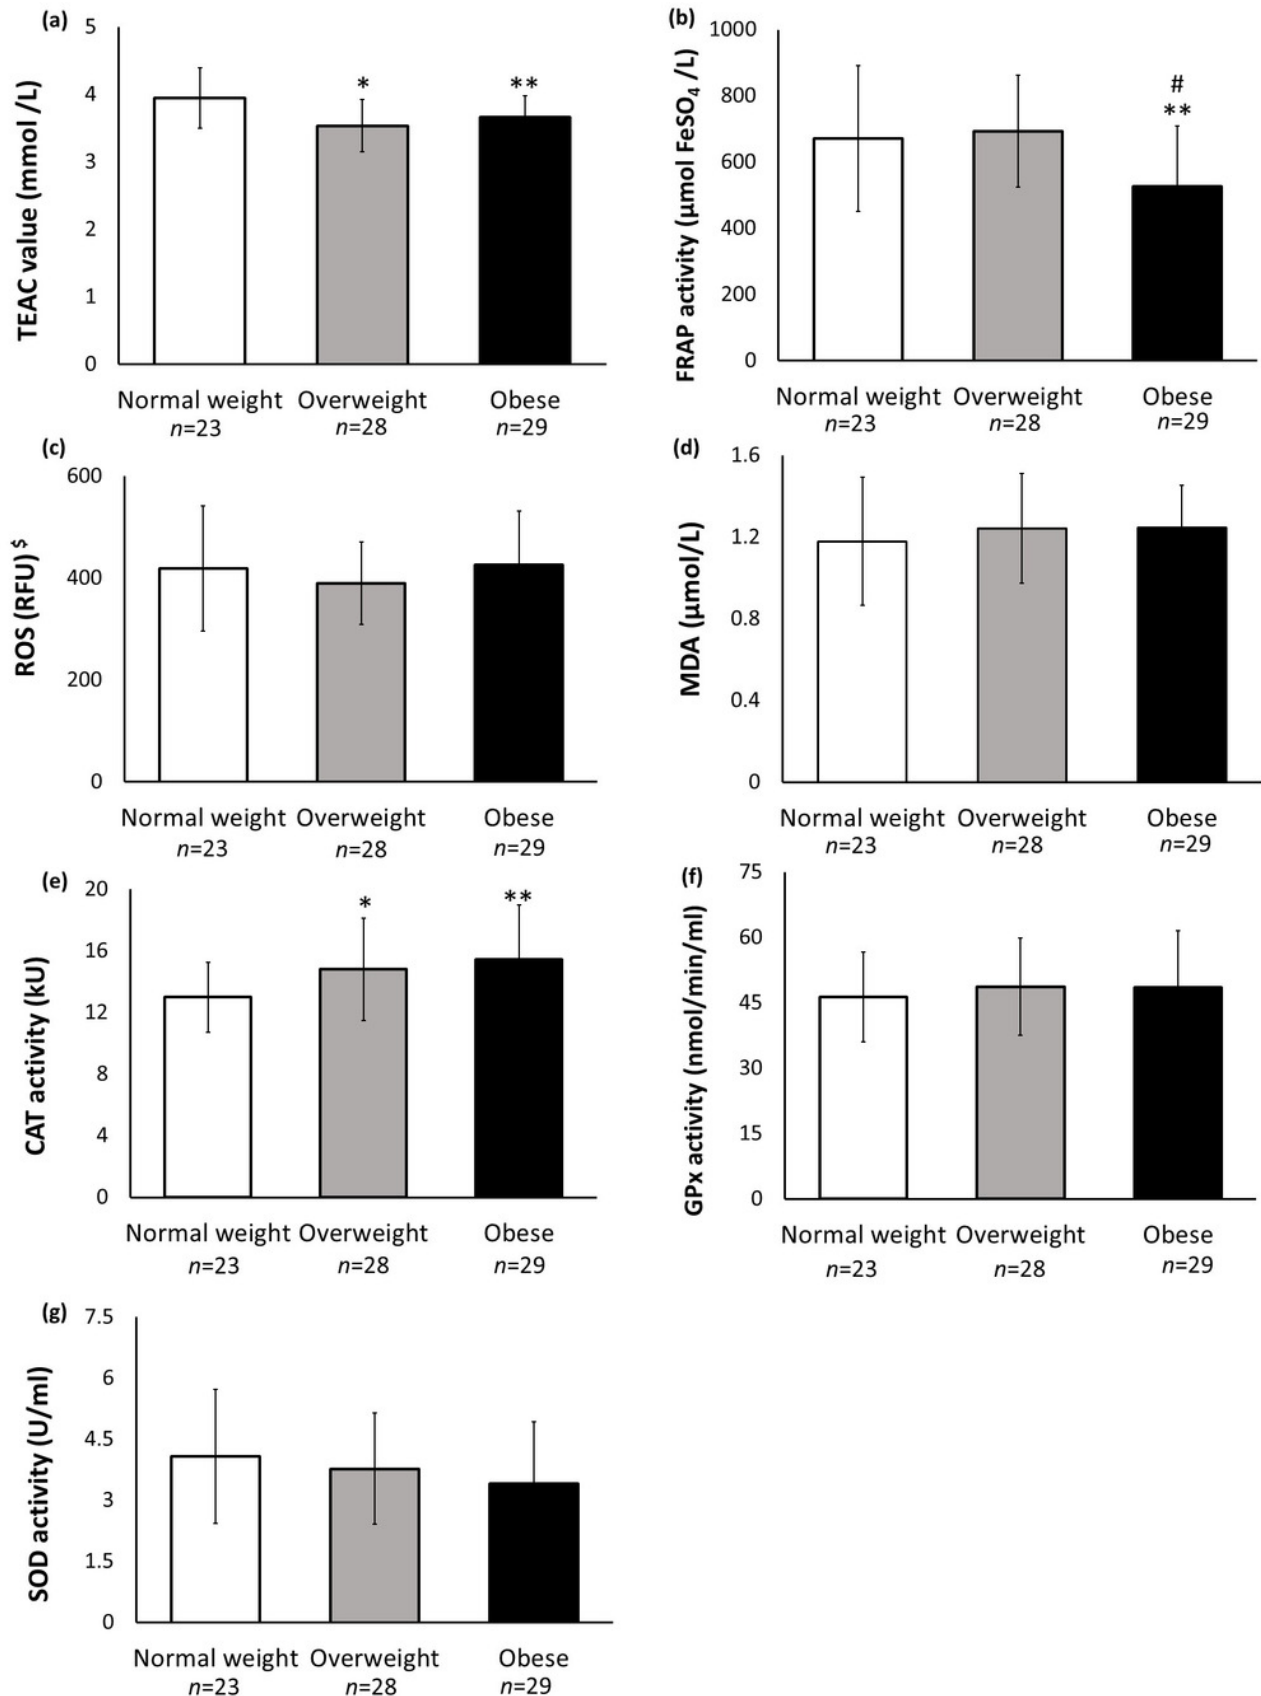 (a)
TEAC value (mmol /L)
5
4
3
2
1
0
*
**
Normal weight Overweight Obese
n=23 n=28 n=29
(b)
FRAP activity (µmol FeSO₄ /L)
1000
800
600
400
200
0
#
**
Normal weight Overweight Obese
n=23 n=28 n=29
(c)
ROS (RFU) $
600
400
200
0
Normal weight Overweight Obese
n=23 n=28 n=29
(d)
MDA (µmol/L)
1.6
1.2
0.8
0.4
0
Normal weight Overweight Obese
n=23 n=28 n=29
(e)
CAT activity (kU)
20
16
12
8
4
0
*
**
Normal weight Overweight Obese
n=23 n=28 n=29
(f)
GPx activity (nmol/min/ml)
75
60
45
30
15
0
Normal weight Overweight Obese
n=23 n=28 n=29
(g)
SOD activity (U/ml)
7.5
6
4.5
3
1.5
0
Normal weight Overweight Obese
n=23 n=28 n=29